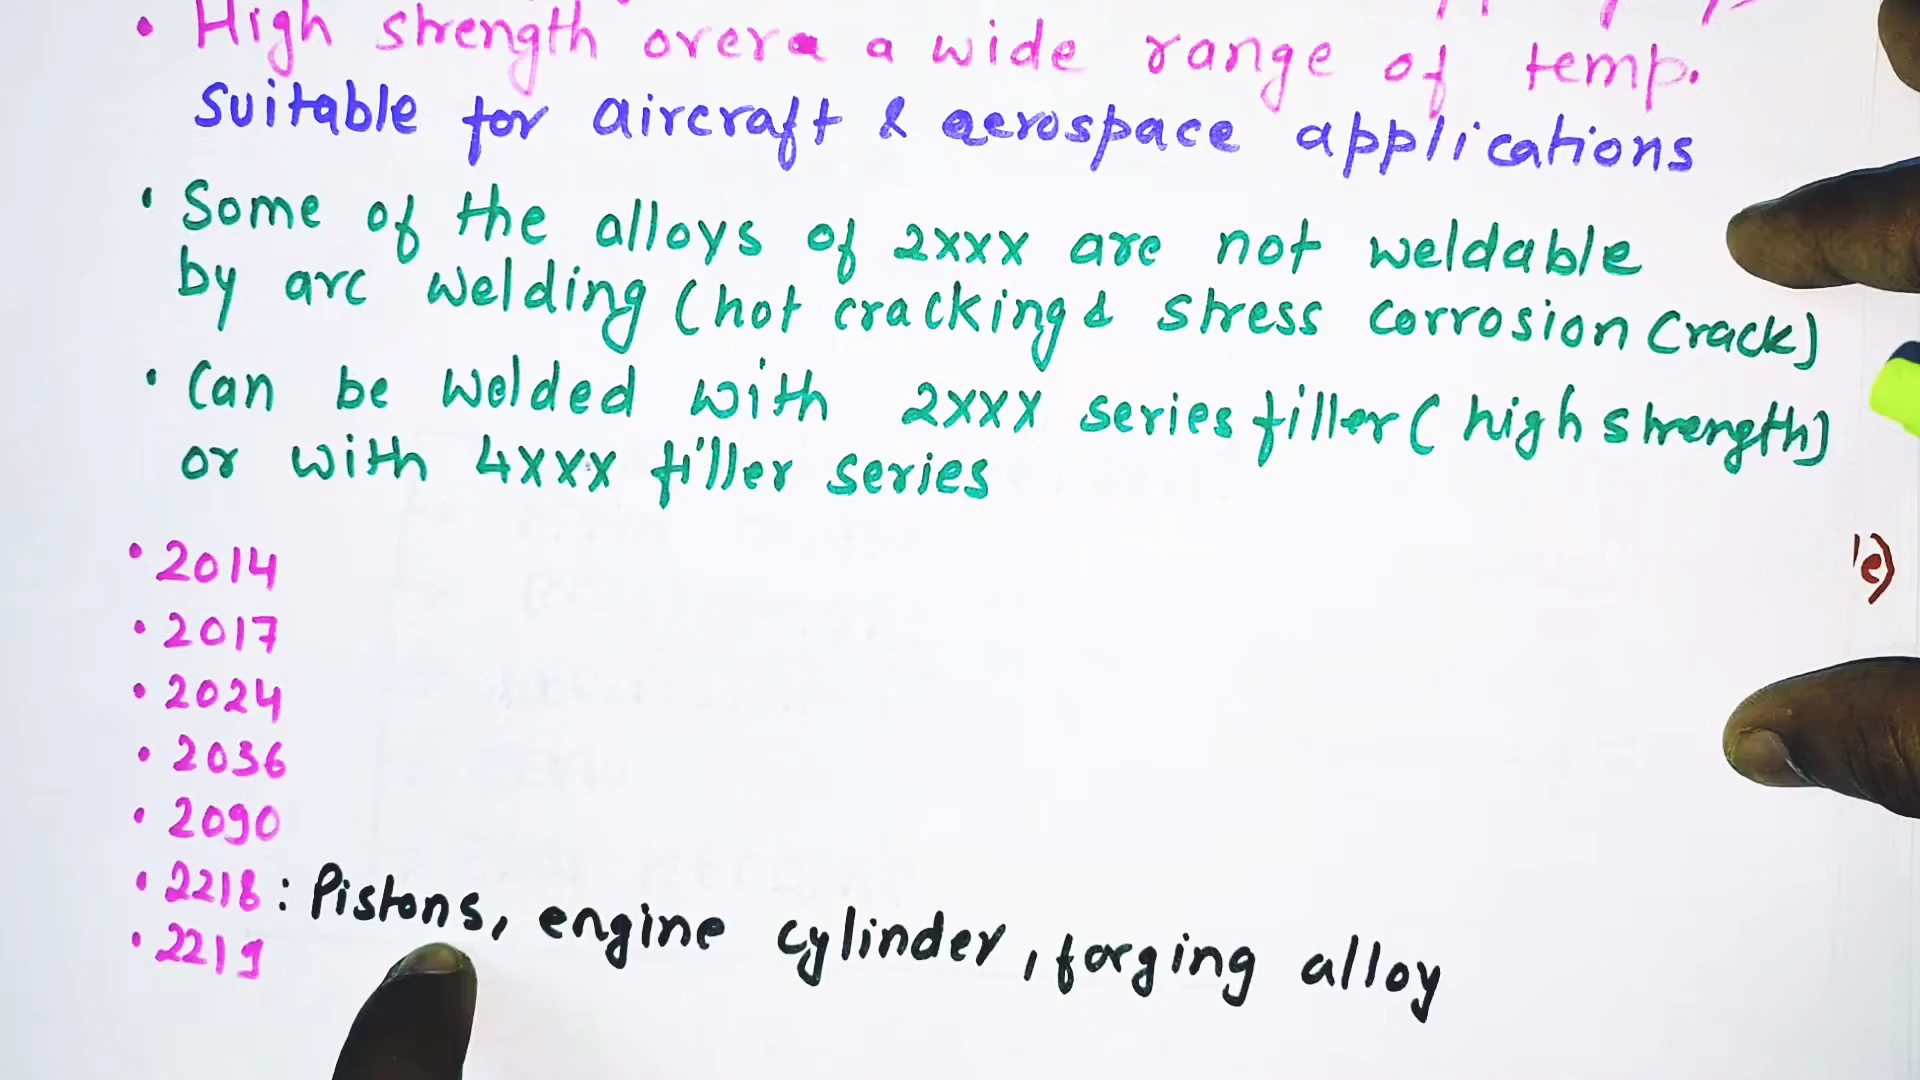 • High strength over a wide range of temp.
suitable for aircraft & aerospace applications
• Some of the alloys of 2xxx are not weldable
by arc welding (hot cracking & stress corrosion crack)
• Can be welded with 2XXX series filler ( high strength)
or with 4XXX filler series
• 2014
• 2017
• 2024
• 2036
• 2090
• 2218 : Pistons, engine cylinder, forging alloy
• 2219